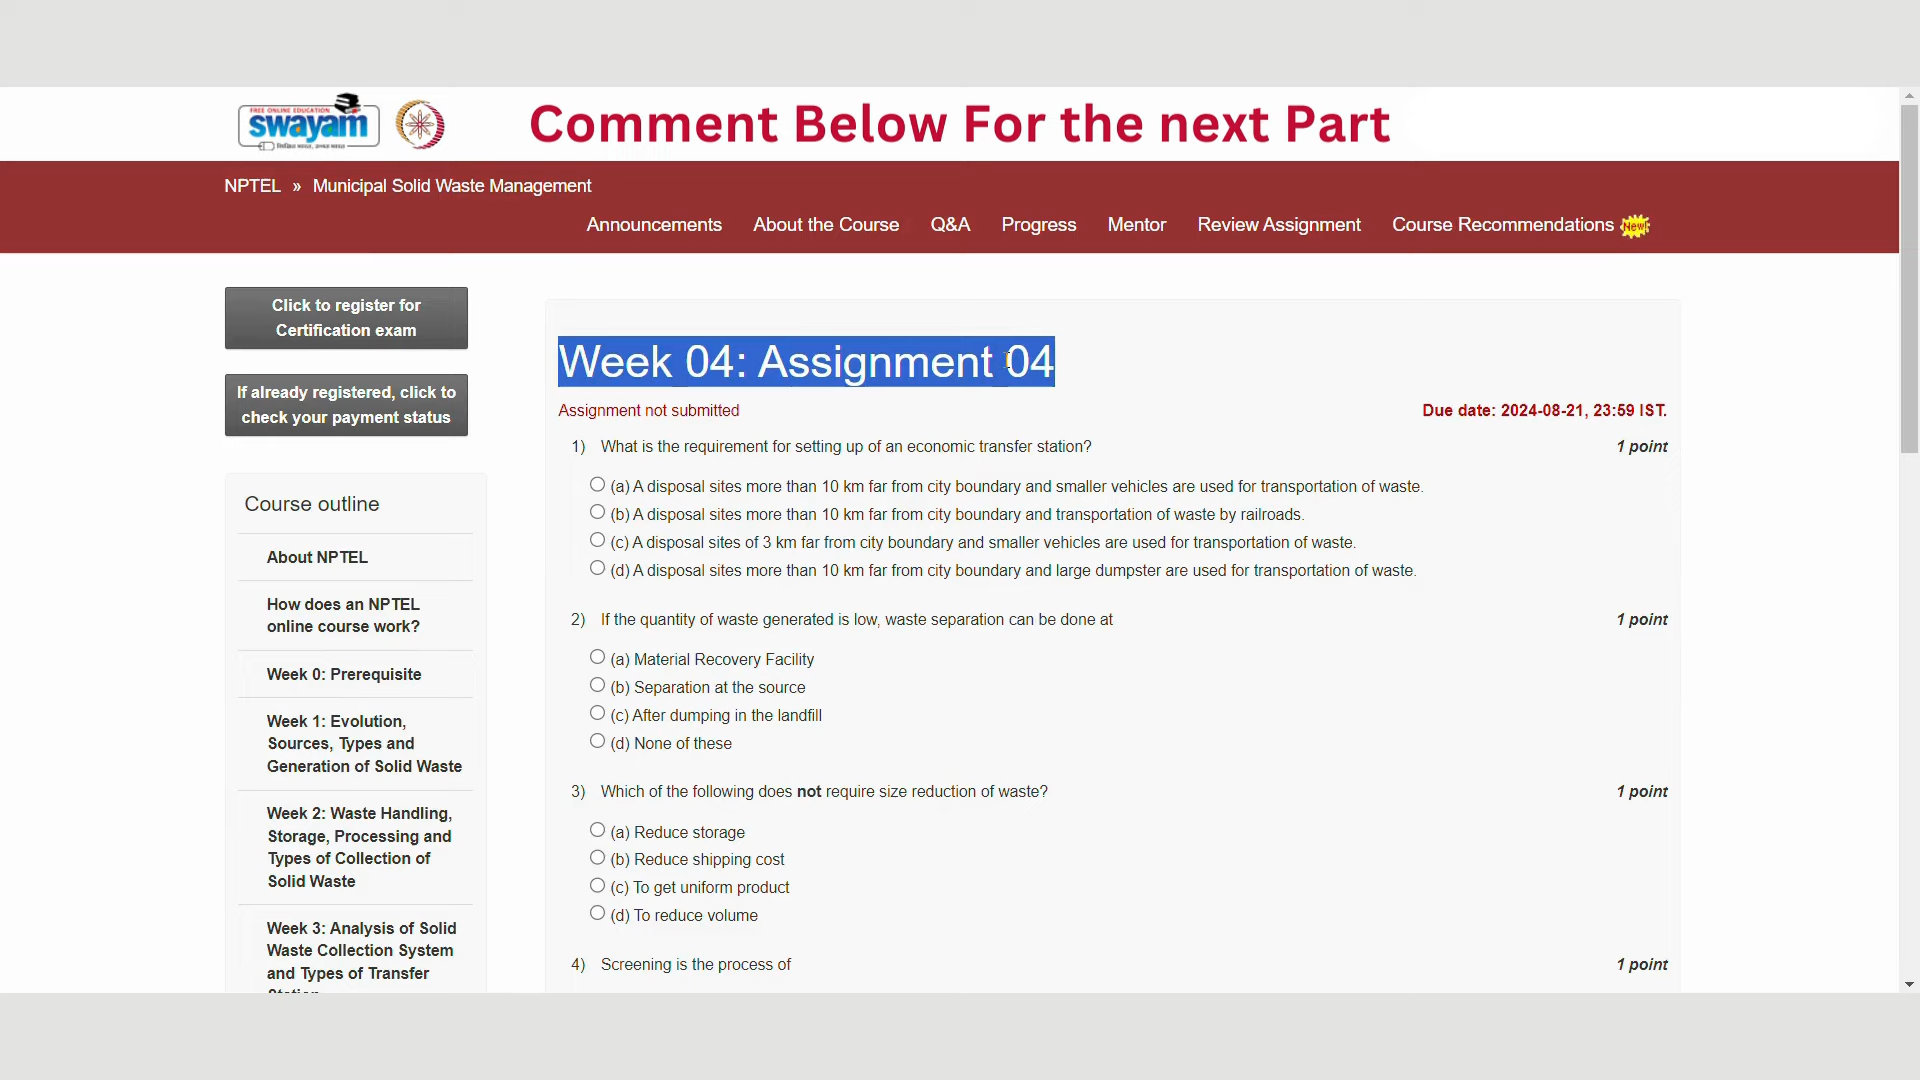 FREE ONLINE EDUCATION
swayam
Comment Below For the next Part
NPTEL » Municipal Solid Waste Management
Announcements About the Course Q&A Progress Mentor Review Assignment Course Recommendations New
Click to register for
Certification exam
If already registered, click to
check your payment status
Course outline
About NPTEL
How does an NPTEL
online course work?
Week 0: Prerequisite
Week 1: Evolution,
Sources, Types and
Generation of Solid Waste
Week 2: Waste Handling,
Storage, Processing and
Types of Collection of
Solid Waste
Week 3: Analysis of Solid
Waste Collection System
and Types of Transfer
Week 04: Assignment 04
Assignment not submitted Due date: 2024-08-21, 23:59 IST.
1) What is the requirement for setting up of an economic transfer station? 1 point
(a) A disposal sites more than 10 km far from city boundary and smaller vehicles are used for transportation of waste.
(b) A disposal sites more than 10 km far from city boundary and transportation of waste by railroads.
(c) A disposal sites of 3 km far from city boundary and smaller vehicles are used for transportation of waste.
(d) A disposal sites more than 10 km far from city boundary and large dumpster are used for transportation of waste.
2) If the quantity of waste generated is low, waste separation can be done at 1 point
(a) Material Recovery Facility
(b) Separation at the source
(c) After dumping in the landfill
(d) None of these
3) Which of the following does not require size reduction of waste? 1 point
(a) Reduce storage
(b) Reduce shipping cost
(c) To get uniform product
(d) To reduce volume
4) Screening is the process of 1 point